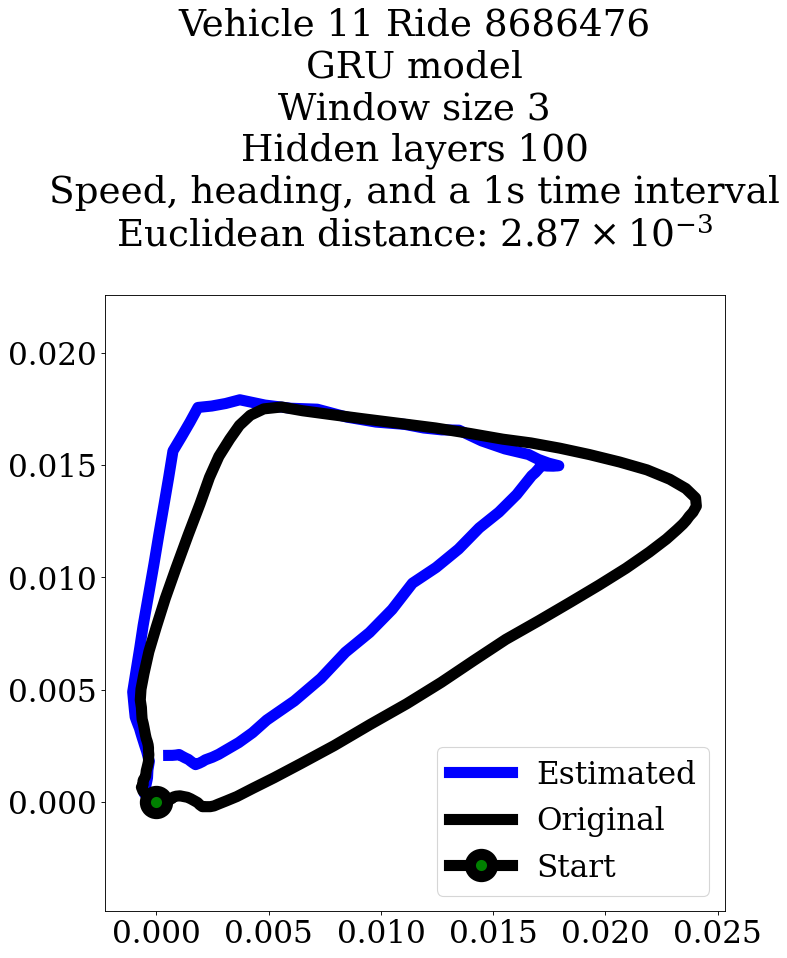 Vehicle 11 Ride 8686476
GRU model
Window size 3
Hidden layers 100
Speed, heading, and a 1s time interval
Euclidean distance: 2.87 × 10⁻³
0.020
0.015
0.010
0.005
0.000
Estimated
Original
Start
0.000 0.005 0.010 0.015 0.020 0.025